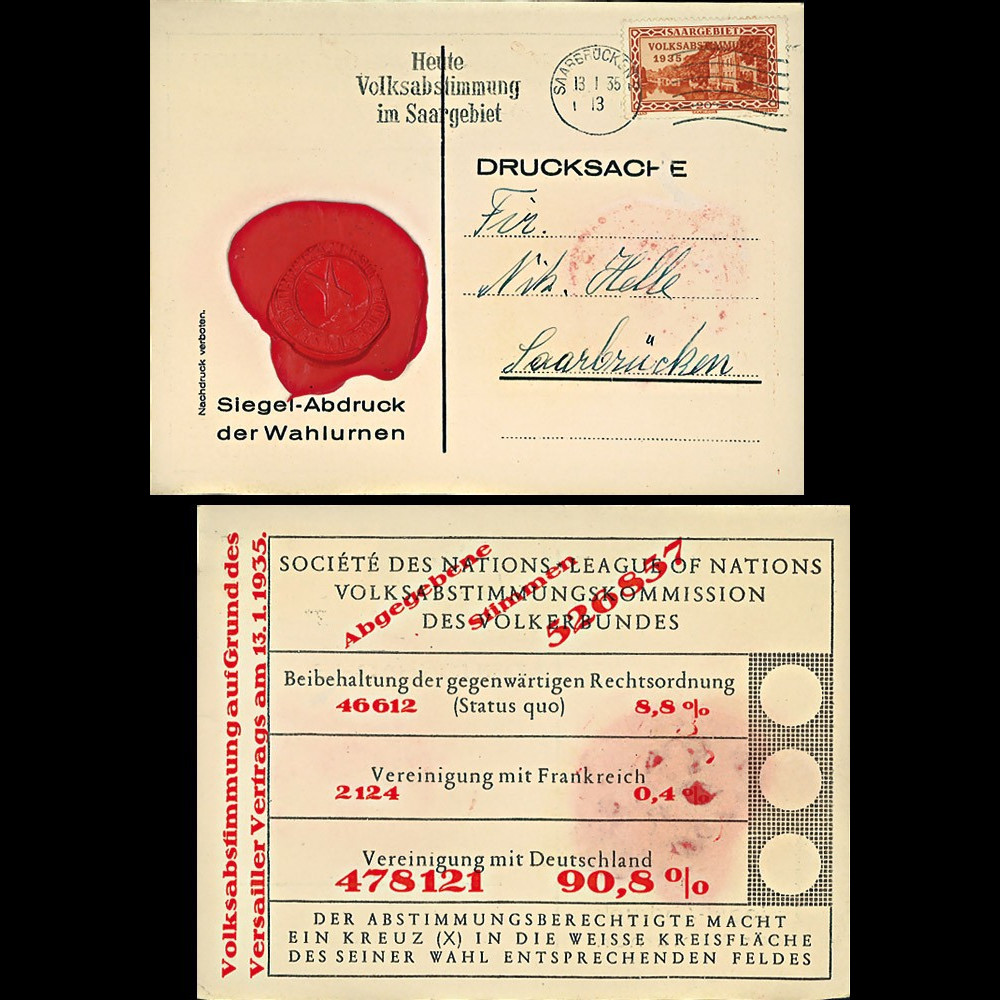 Heute
Volksabstimmung
im Saargebiet
SAARBRÜCKEN
13 1 35
13
SAARGEBIET
VOLKSABSTIMMUNG
1935
DRUCKSACHE
Nik. Helle
Saarbrücken
Nachdruck verboten.
Siegel-Abdruck
der Wahlurnen
Volksabstimmung auf Grund des
Versailler Vertrags am 13.1.1935.
SOCIÉTÉ DES NATIONS - LEAGUE OF NATIONS
VOLKSABSTIMMUNGSKOMMISSION
DES VÖLKERBUNDES
Abgegebene
Stimmen
526857
Beibehaltung der gegenwärtigen Rechtsordnung
46612 (Status quo) 8,8 %
Vereinigung mit Frankreich
2124 0,4 %
Vereinigung mit Deutschland
478121 90,8 %
DER ABSTIMMUNGSBERECHTIGTE MACHT
EIN KREUZ (X) IN DIE WEISSE KREISFLÄCHE
DES SEINER WAHL ENTSPRECHENDEN FELDES